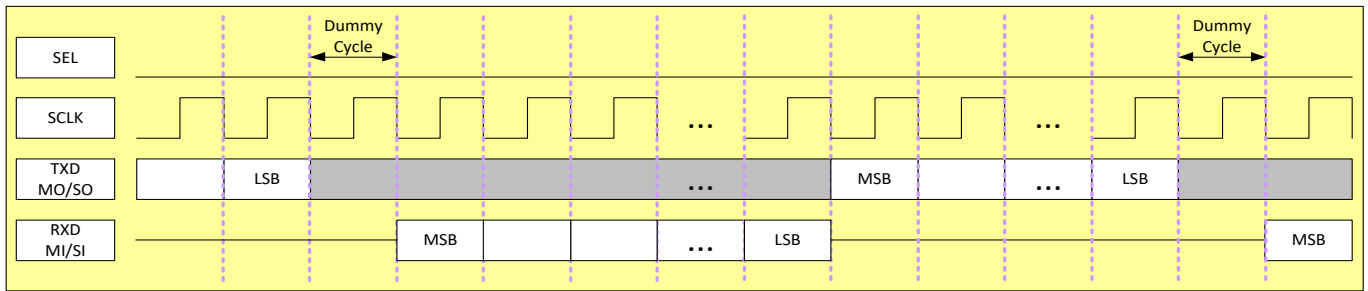 Dummy
Cycle
Dummy
Cycle
SEL
SCLK
... ...
TXD
MO/SO
LSB ... MSB ... LSB
RXD
MI/SI
MSB ... LSB MSB